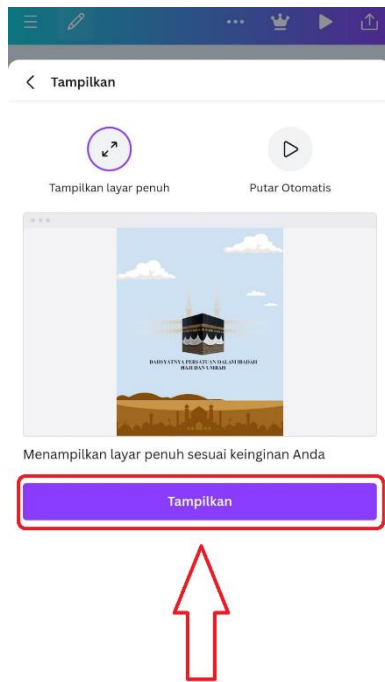 Tampilkan
Tampilkan layar penuh
Putar Otomatis
DAHSYATNYA PERSATUAN DALAM IBADAH
HAJI DAN UMRAH
Menampilkan layar penuh sesuai keinginan Anda
Tampilkan